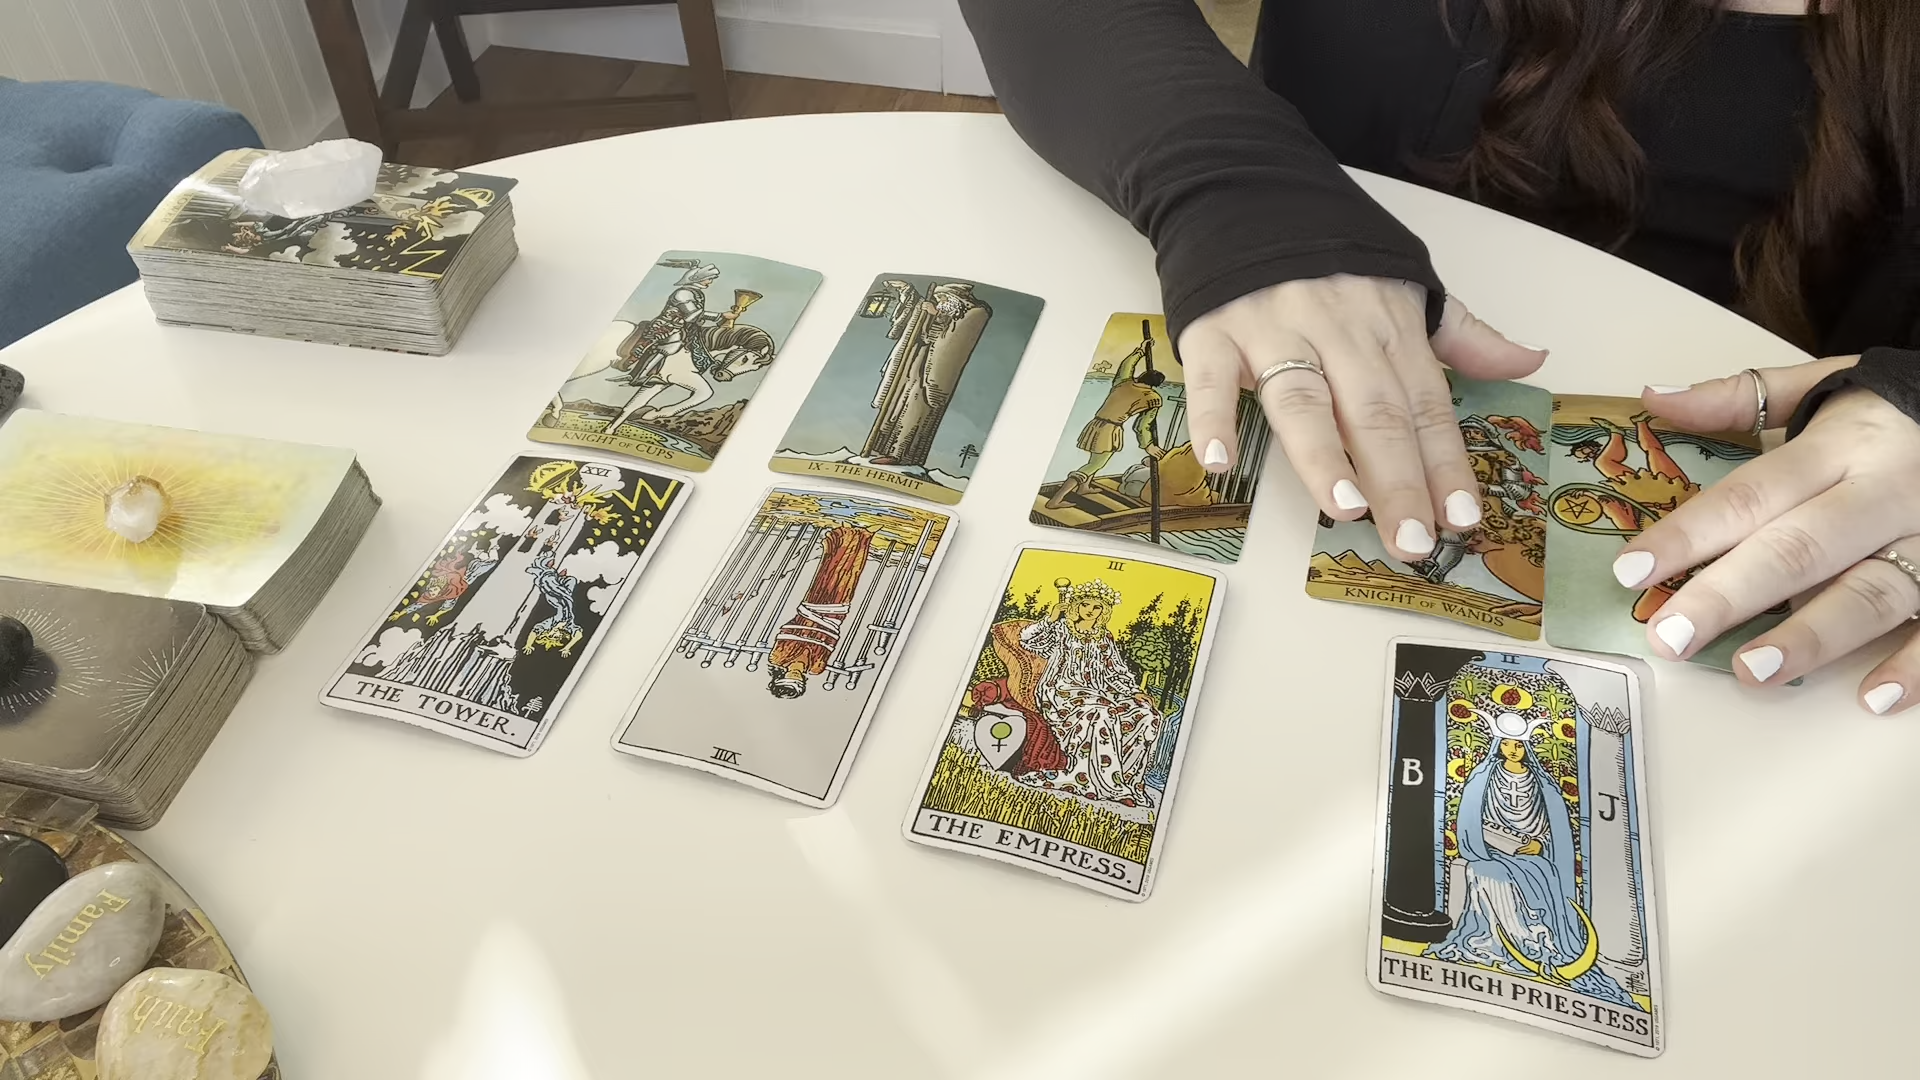 KNIGHT OF CUPS
IX - THE HERMIT
KNIGHT OF WANDS
XVI
THE TOWER.
VIII
III
THE EMPRESS.
II
B
J
TORA
THE HIGH PRIESTESS
Family
Faith